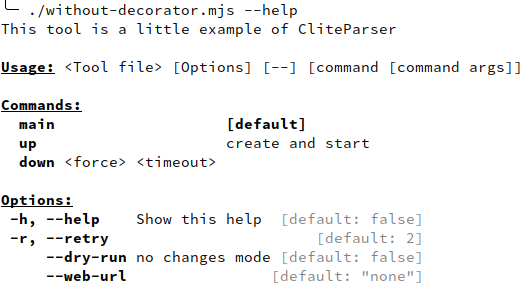 ./without-decorator.mjs --help
This tool is a little example of CliteParser
Usage: <Tool file> [Options] [--] [command [command args]]
Commands:
main [default]
up create and start
down <force> <timeout>
Options:
-h, --help Show this help [default: false]
-r, --retry [default: 2]
--dry-run no changes mode [default: false]
--web-url [default: "none"]